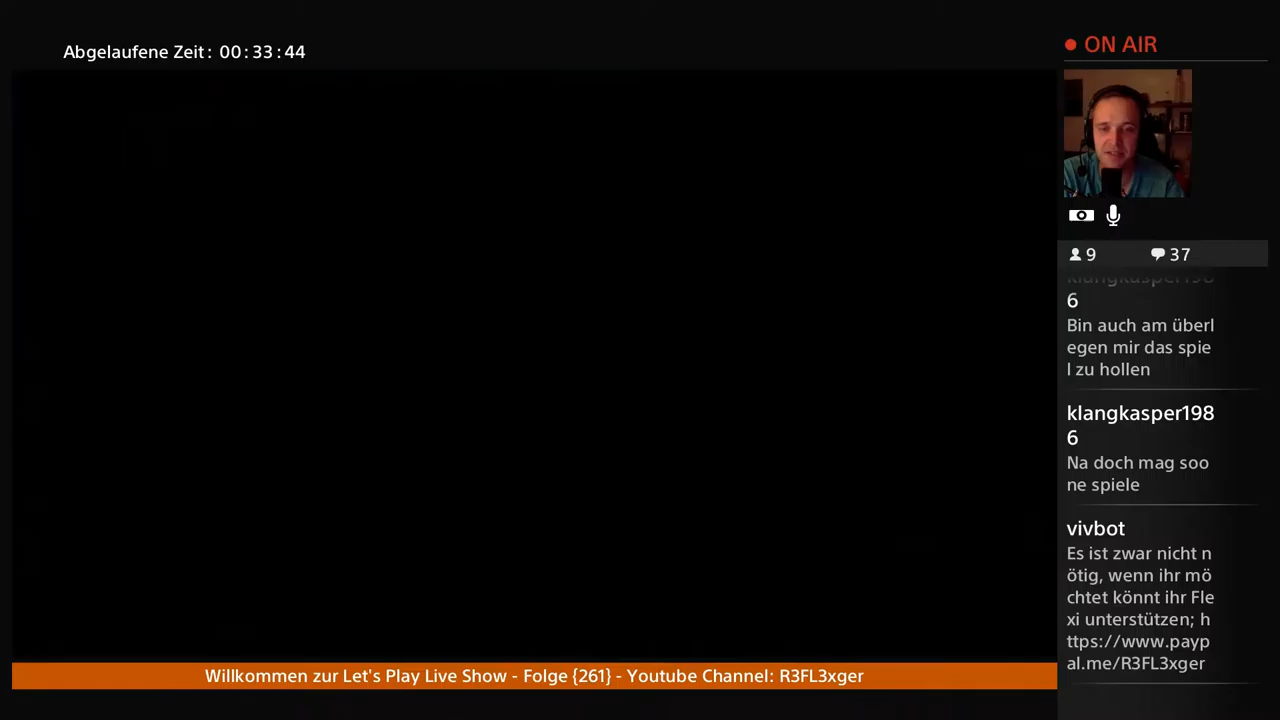 Abgelaufene Zeit: 00:33:44
ON AIR
9 37
klangkasper198
6
Bin auch am überl
egen mir das spie
l zu hollen
klangkasper198
6
Na doch mag soo
ne spiele
vivbot
Es ist zwar nicht n
ötig, wenn ihr mö
chtet könnt ihr Fle
xi unterstützen; h
ttps://www.payp
al.me/R3FL3xger
Willkommen zur Let's Play Live Show - Folge {261} - Youtube Channel: R3FL3xger